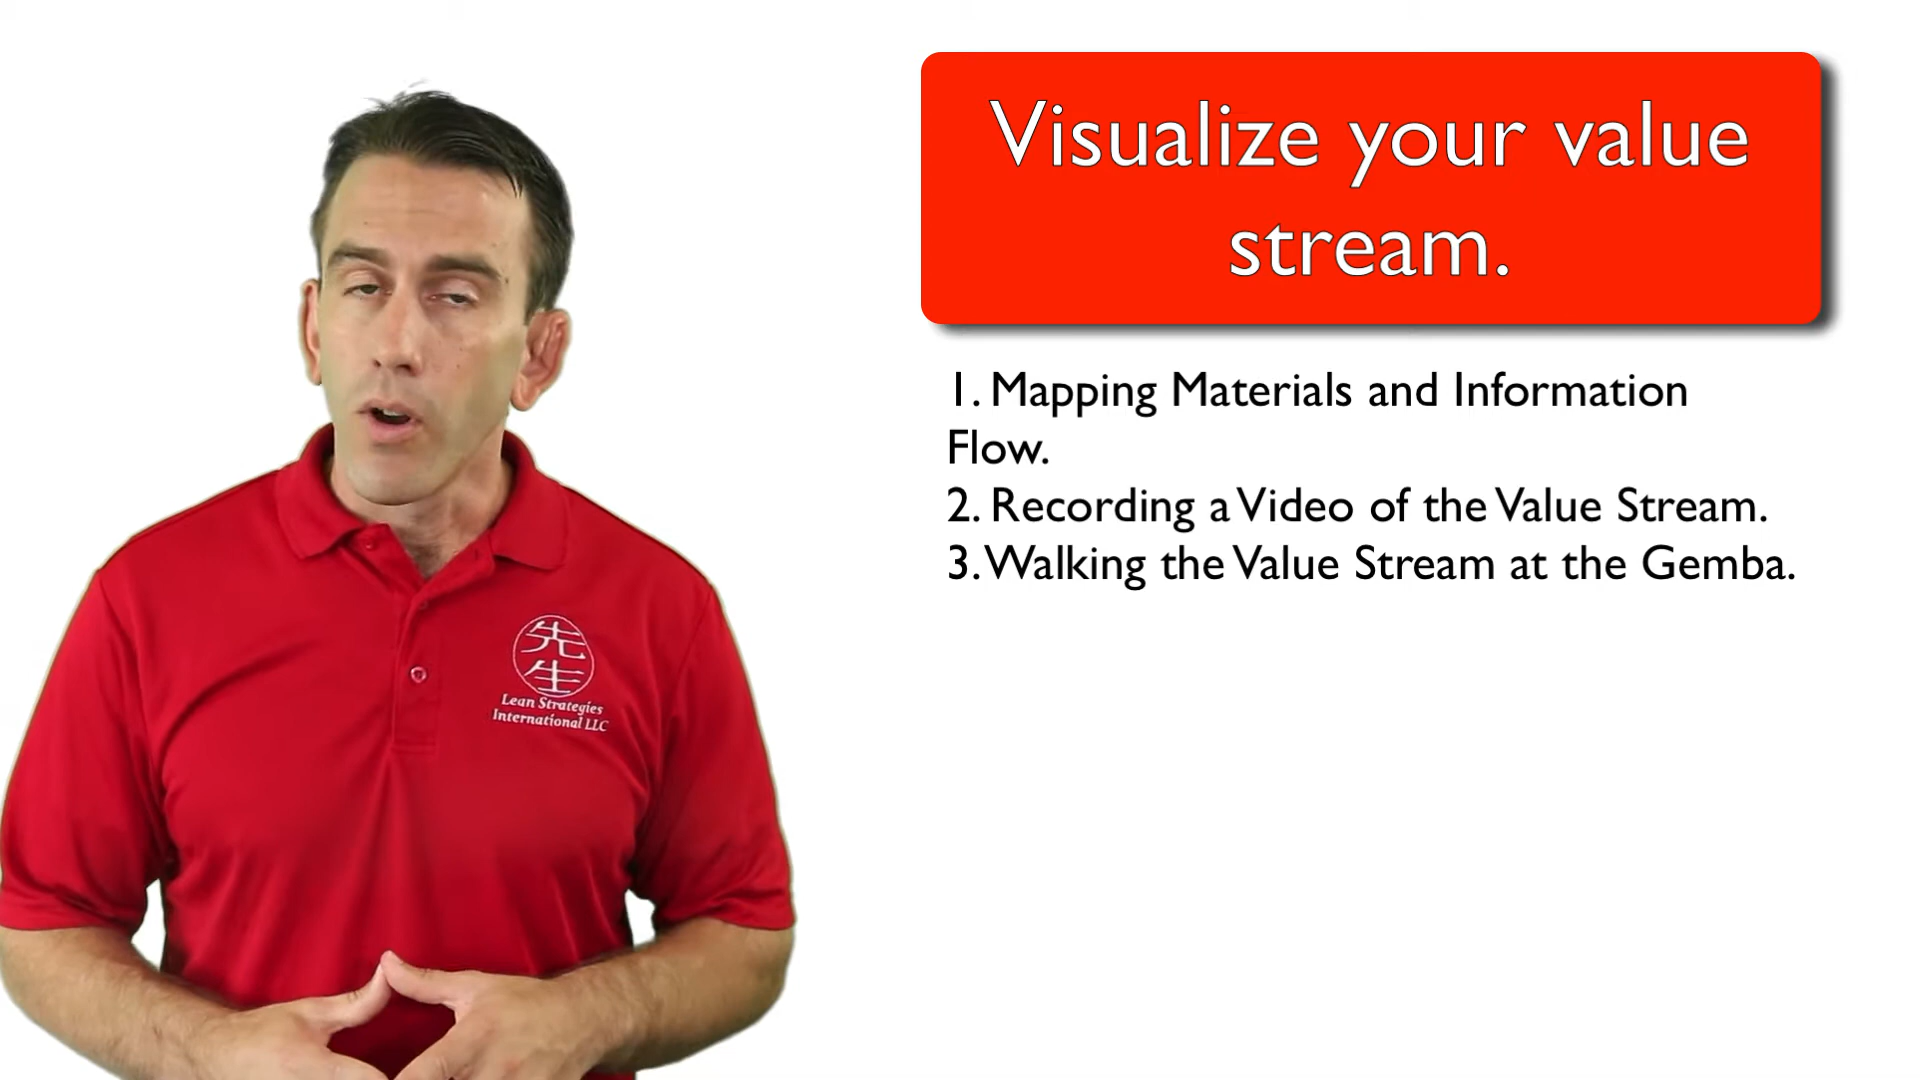 Visualize your value
stream.
1. Mapping Materials and Information
Flow.
2. Recording a Video of the Value Stream.
3. Walking the Value Stream at the Gemba.
先
生
Lean Strategies
International LLC